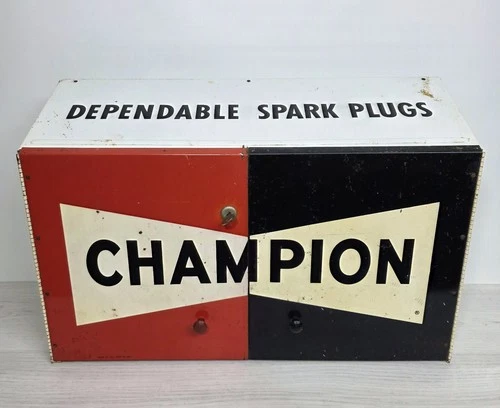 DEPENDABLE SPARK PLUGS
CHAMPION